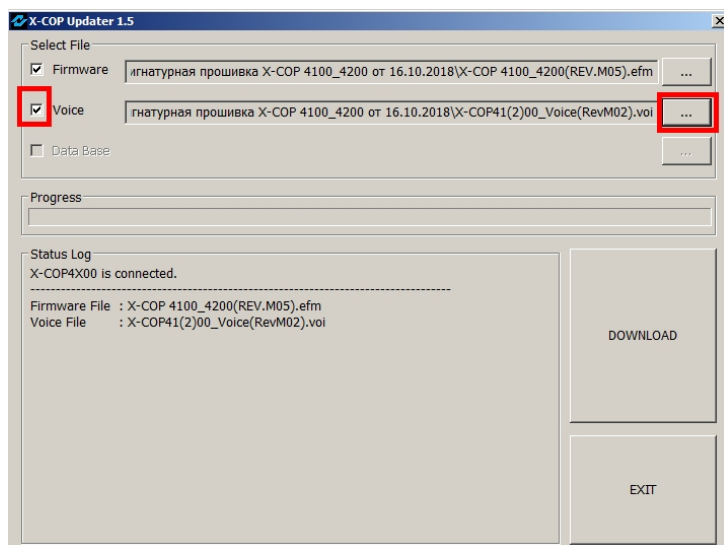 X-COP Updater 1.5
Select File
Firmware
игнатурная прошивка X-COP 4100_4200 от 16.10.2018\X-COP 4100_4200(REV.M05).efm
...
Voice
гнатурная прошивка X-COP 4100_4200 от 16.10.2018\X-COP41(2)00_Voice(RevM02).voi
...
Data Base
...
Progress
Status Log
X-COP4X00 is connected.
--------------------------------------------------------------------------------
Firmware File : X-COP 4100_4200(REV.M05).efm
Voice File : X-COP41(2)00_Voice(RevM02).voi
DOWNLOAD
EXIT